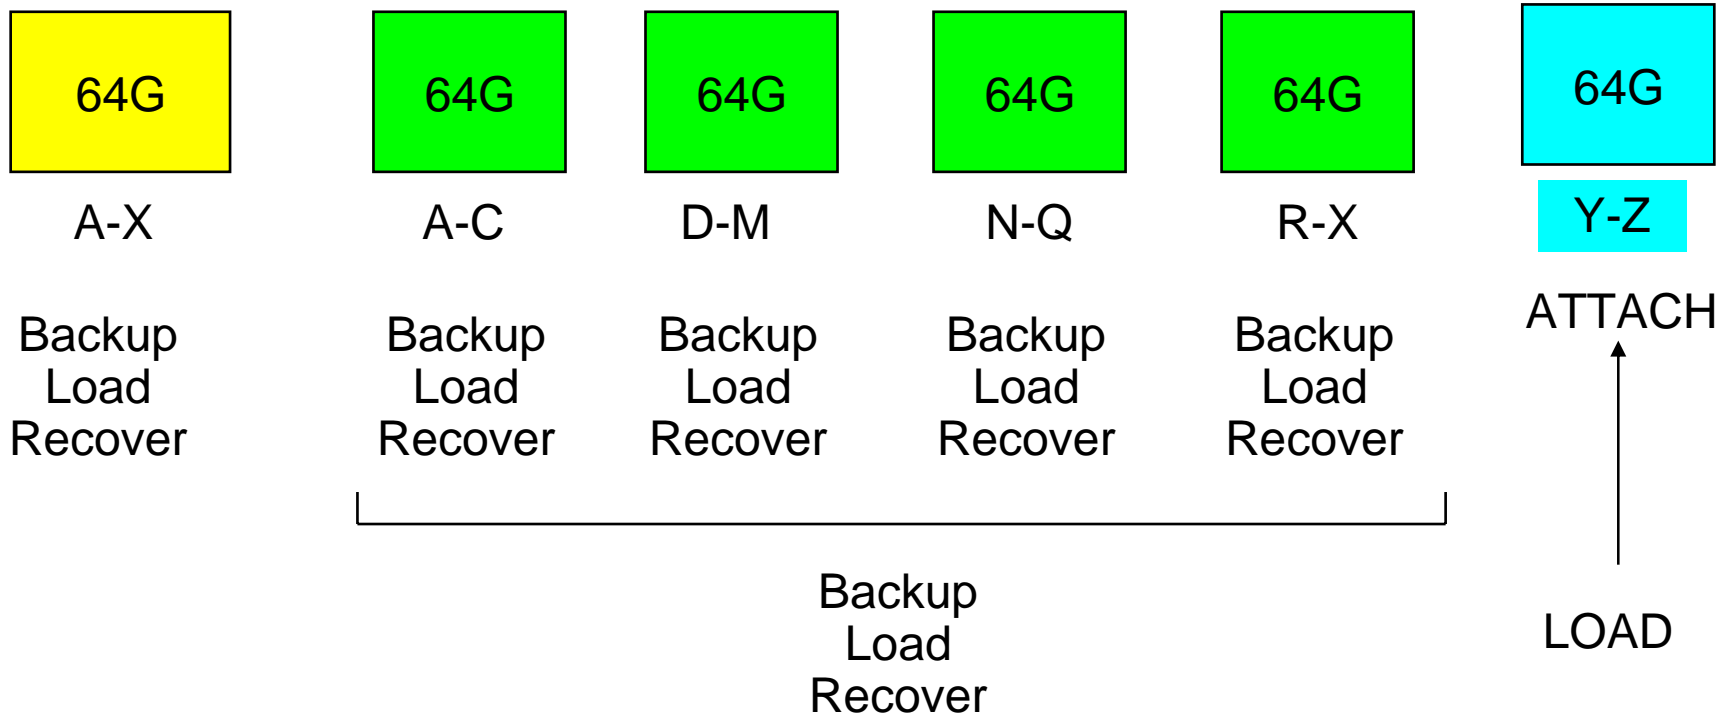 64G 64G 64G 64G 64G 64G
A-X A-C D-M N-Q R-X Y-Z
ATTACH
Backup Backup Backup Backup Backup
Load Load Load Load Load
Recover Recover Recover Recover Recover
Backup
Load
Recover
LOAD